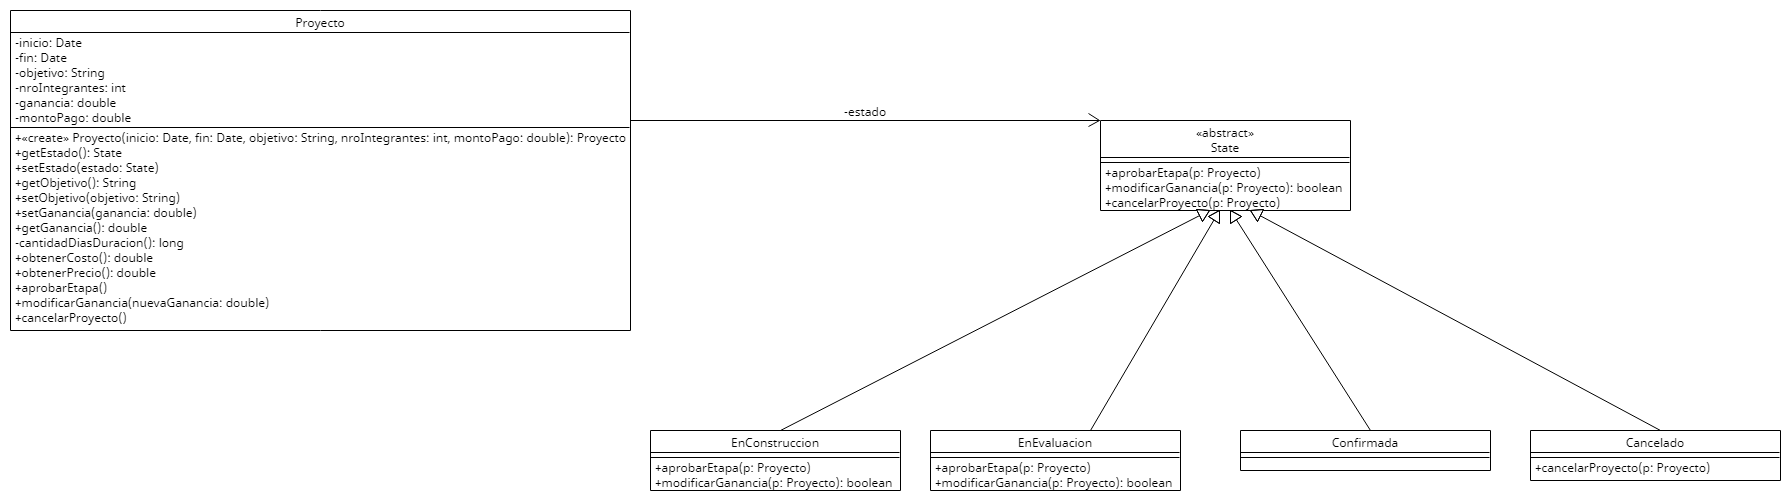 Proyecto
-inicio: Date
-fin: Date
-objetivo: String
-nroIntegrantes: int
-ganancia: double
-montoPago: double
+«create» Proyecto(inicio: Date, fin: Date, objetivo: String, nroIntegrantes: int, montoPago: double): Proyecto
+getEstado(): State
+setEstado(estado: State)
+getObjetivo(): String
+setObjetivo(objetivo: String)
+setGanancia(ganancia: double)
+getGanancia(): double
-cantidadDiasDuracion(): long
+obtenerCosto(): double
+obtenerPrecio(): double
+aprobarEtapa()
+modificarGanancia(nuevaGanancia: double)
+cancelarProyecto()
-estado
«abstract»
State
+aprobarEtapa(p: Proyecto)
+modificarGanancia(p: Proyecto): boolean
+cancelarProyecto(p: Proyecto)
EnConstruccion
+aprobarEtapa(p: Proyecto)
+modificarGanancia(p: Proyecto): boolean
EnEvaluacion
+aprobarEtapa(p: Proyecto)
+modificarGanancia(p: Proyecto): boolean
Confirmada
Cancelado
+cancelarProyecto(p: Proyecto)